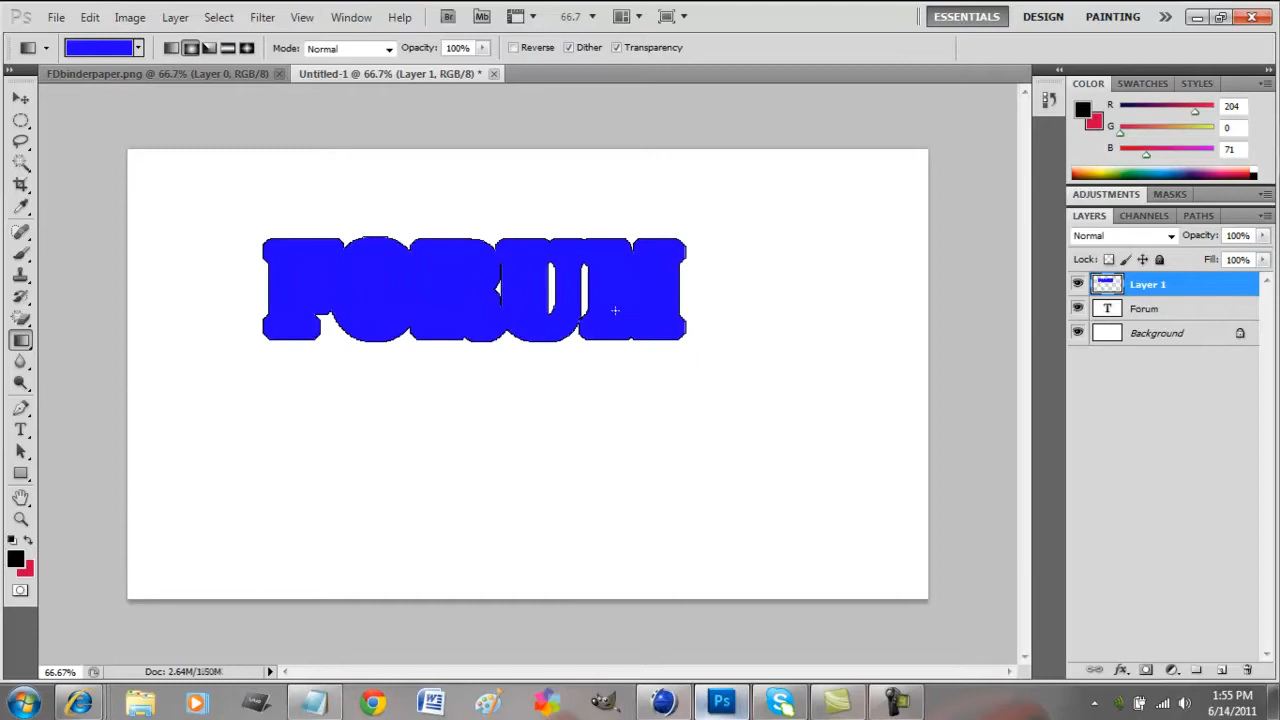 Ps File Edit Image Layer Select Filter View Window Help Br Mb 66.7 ESSENTIALS DESIGN PAINTING
Mode: Normal Opacity: 100% Reverse Dither Transparency
FDbinderpaper.png @ 66.7% (Layer 0, RGB/8) Untitled-1 @ 66.7% (Layer 1, RGB/8) *
COLOR SWATCHES STYLES
R 204
G 0
B 71
ADJUSTMENTS MASKS
LAYERS CHANNELS PATHS
Normal Opacity: 100%
Lock: Fill: 100%
Layer 1
T Forum
Background
FORUM
T
66.67% Doc: 2.64M/1.50M
W Ps S
1:55 PM
6/14/2011